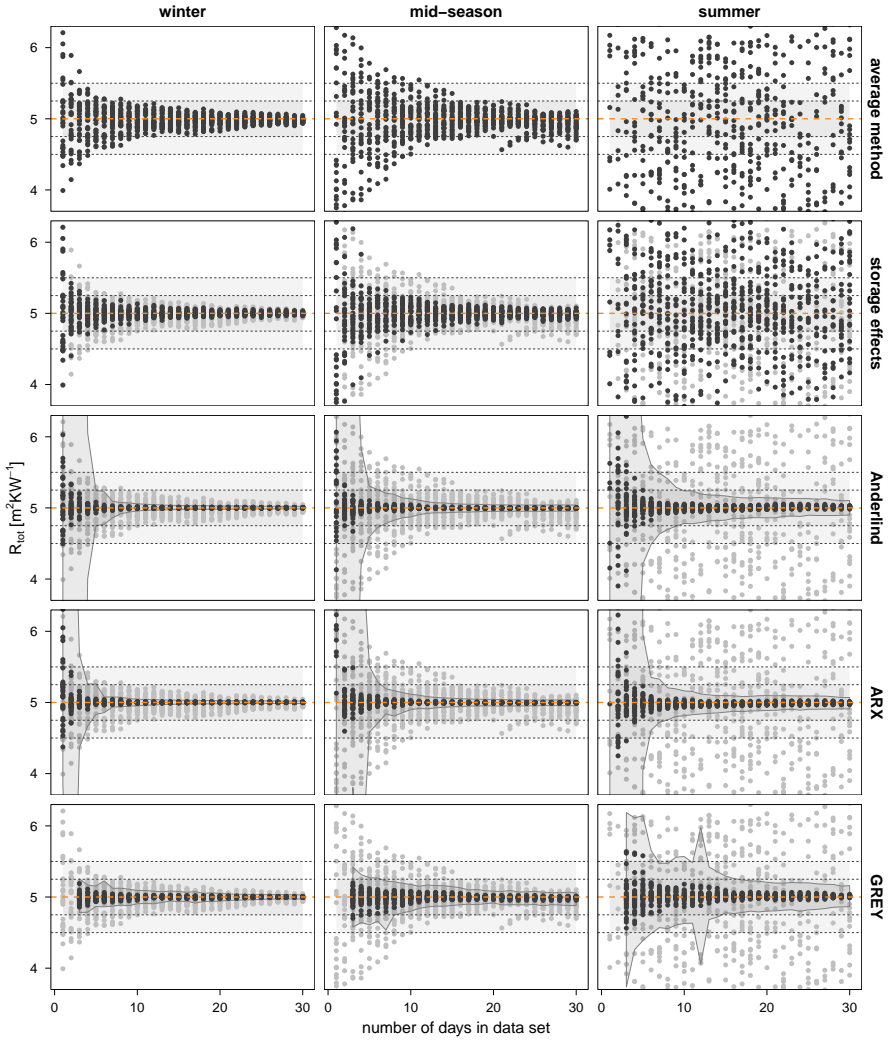 winter mid−season summer
6
5
4
average method
6
5
4
storage effects
6
5
4
Anderlind
6
5
4
ARX
6
5
4
GREY
Rtot [m²KW⁻¹]
0 10 20 30 0 10 20 30 0 10 20 30
number of days in data set